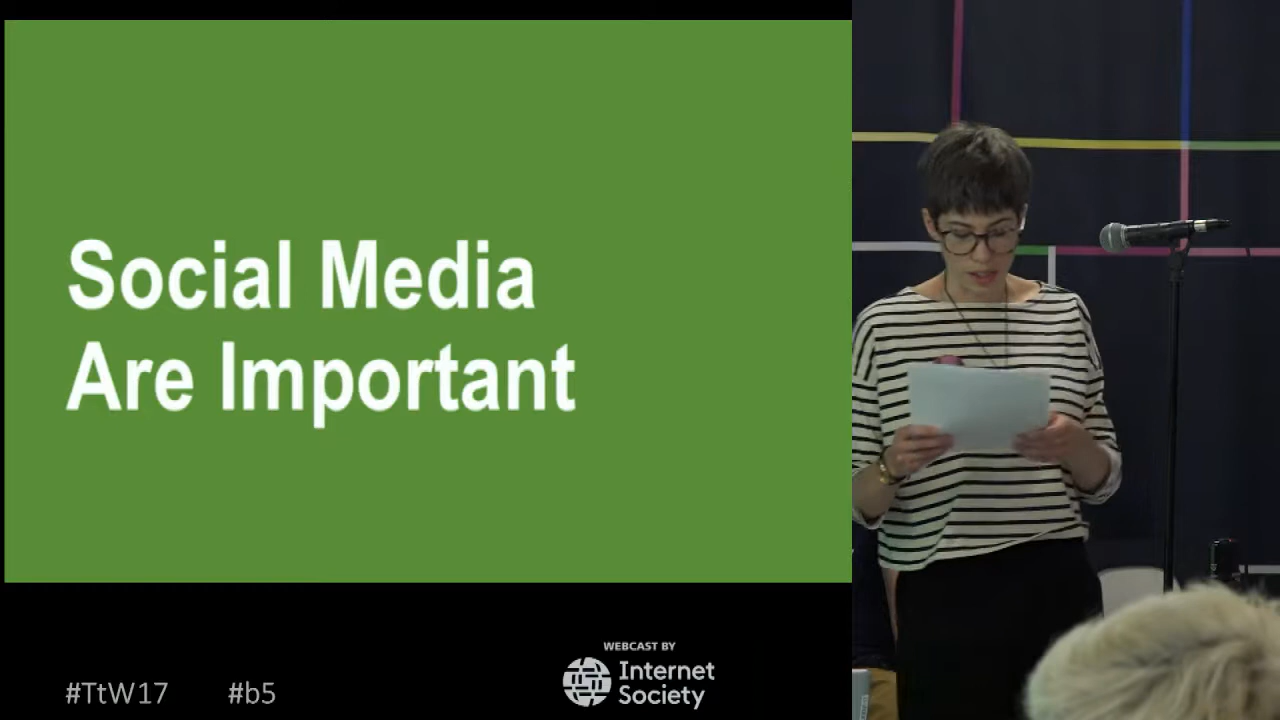 Social Media
Are Important
WEBCAST BY
Internet
Society
#TtW17
#b5